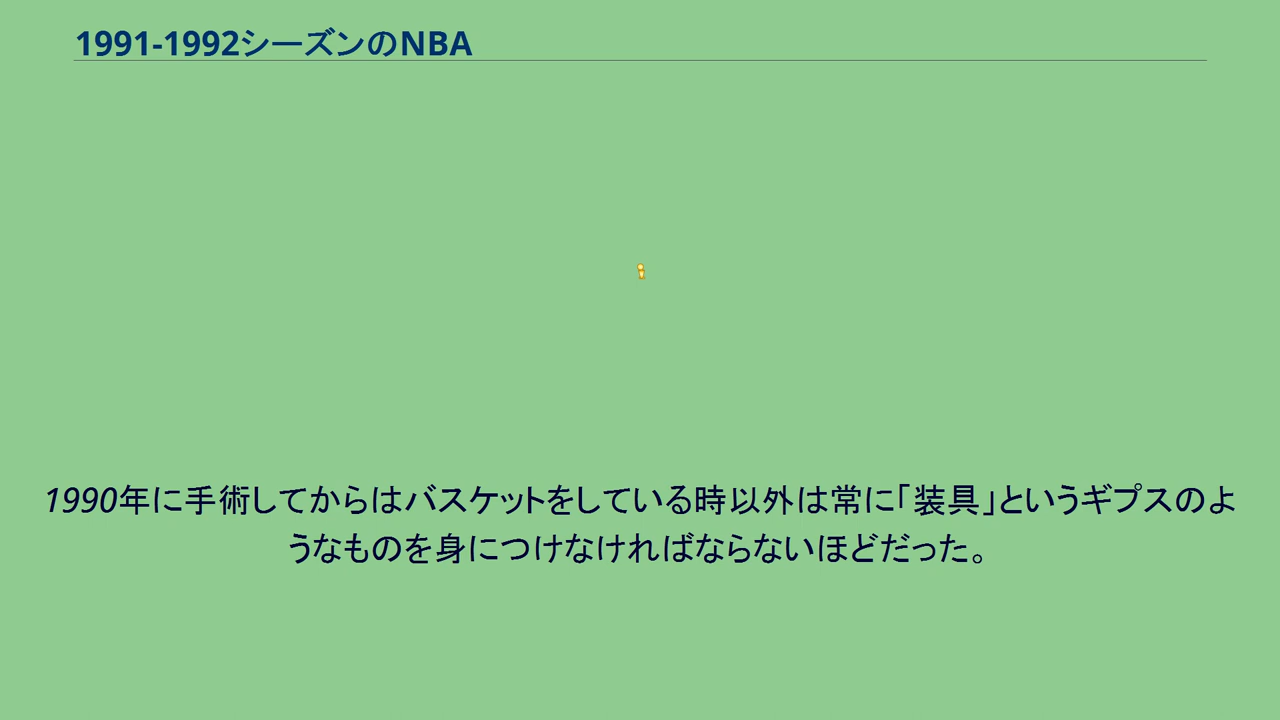 1991-1992シーズンのNBA
1990年に手術してからはバスケットをしている時以外は常に「装具」というギプスのよ
うなものを身につけなければならないほどだった。